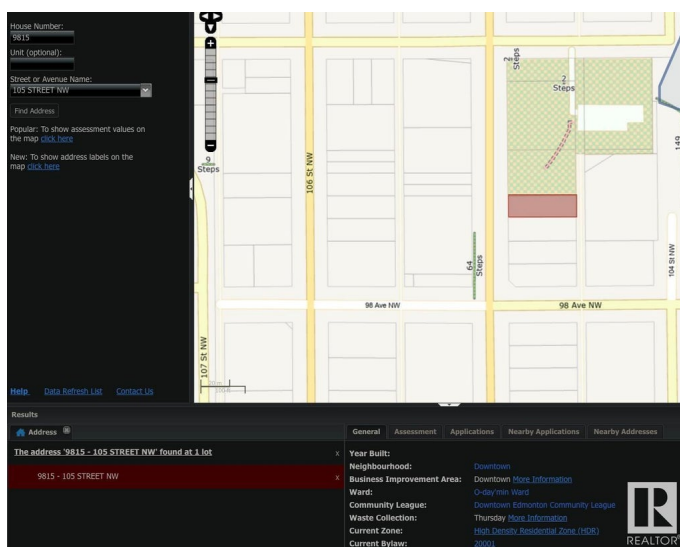 House Number:
9815
Unit (optional):
Street or Avenue Name:
105 STREET NW
Find Address
Popular: To show assessment values on
the map click here
New: To show address labels on the
map click here
Help
Data Refresh List
Contact Us
9
Steps
106 St NW
2
Steps
2
Steps
149
64
Steps
104 St NW
98 Ave NW
98 Ave NW
107 St NW
Results
Address
The address '9815 - 105 STREET NW' found at 1 lot
x
9815 - 105 STREET NW
x
General
Assessment
Applications
Nearby Applications
Nearby Addresses
Year Built:
Neighbourhood: Downtown
Business Improvement Area: Downtown More Information
Ward: O-day'min Ward
Community League: Downtown Edmonton Community League
Waste Collection: Thursday More Information
Current Zone: High Density Residential Zone (HDR)
Current Bylaw: 20001
R
REALTOR®